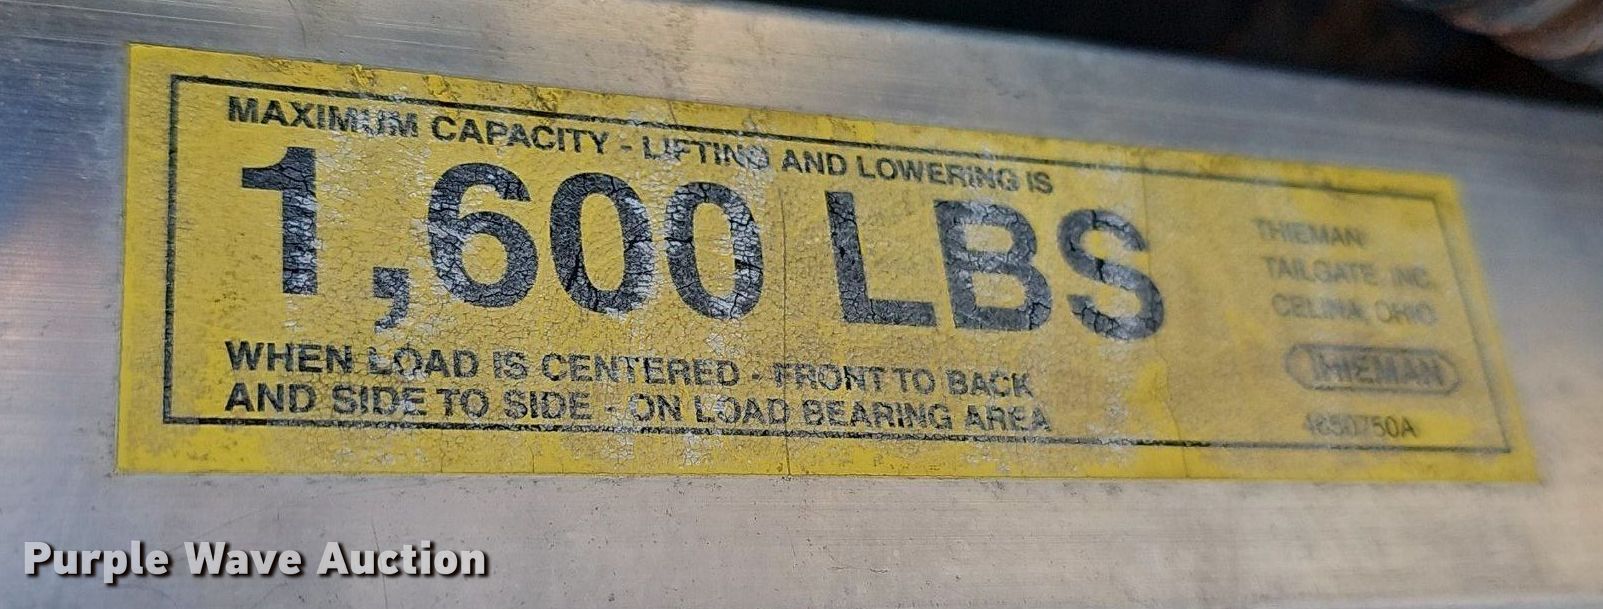 MAXIMUM CAPACITY - LIFTING AND LOWERING IS
1,600 LBS
WHEN LOAD IS CENTERED - FRONT TO BACK
AND SIDE TO SIDE - ON LOAD BEARING AREA
THIEMAN
TAILGATE, INC.
CELINA, OHIO
THIEMAN
4650750A
Purple Wave Auction